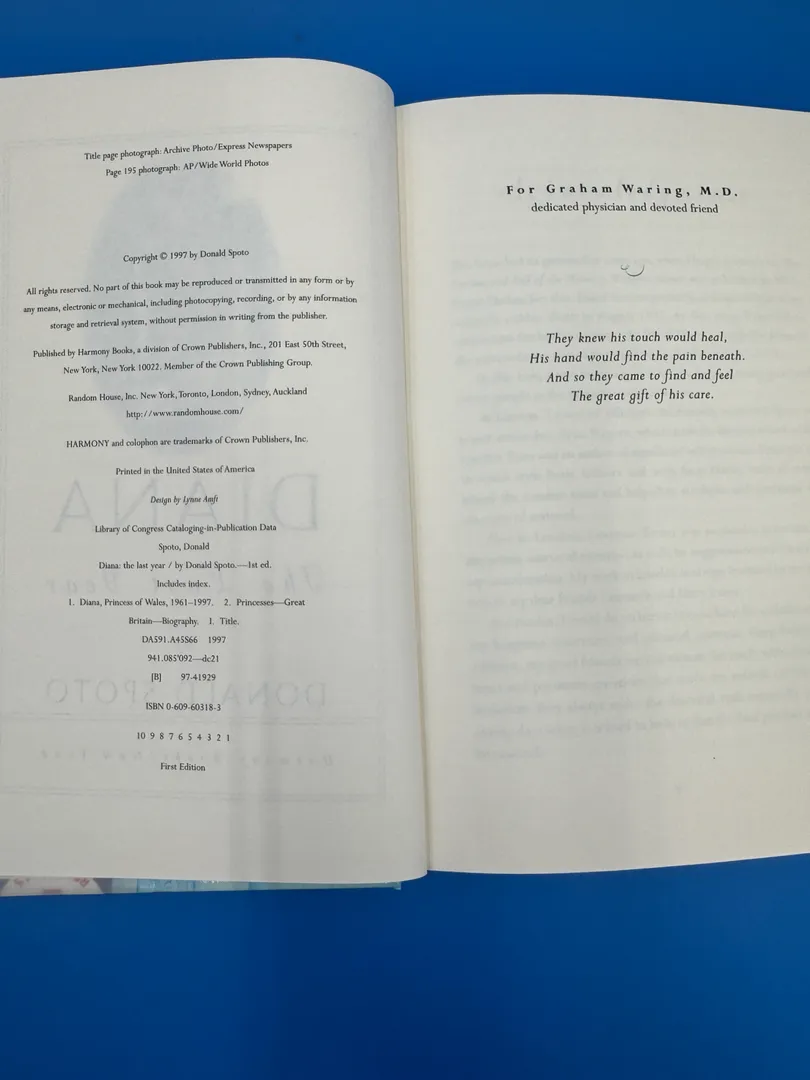 Title page photograph: Archive Photo/Express Newspapers
Page 195 photograph: AP/Wide World Photos
Copyright © 1997 by Donald Spoto
All rights reserved. No part of this book may be reproduced or transmitted in any form or by
any means, electronic or mechanical, including photocopying, recording, or by any information
storage and retrieval system, without permission in writing from the publisher.
Published by Harmony Books, a division of Crown Publishers, Inc., 201 East 50th Street,
New York, New York 10022. Member of the Crown Publishing Group.
Random House, Inc. New York, Toronto, London, Sydney, Auckland
http://www.randomhouse.com/
HARMONY and colophon are trademarks of Crown Publishers, Inc.
Printed in the United States of America
Design by Lynne Amft
Library of Congress Cataloging-in-Publication Data
Spoto, Donald
Diana: the last year / by Donald Spoto.—1st ed.
Includes index.
1. Diana, Princess of Wales, 1961–1997. 2. Princesses—Great
Britain—Biography. I. Title.
DA591.A45S66 1997
941.085'092—dc21
[B] 97-41929
ISBN 0-609-60318-3
10 9 8 7 6 5 4 3 2 1
First Edition
For Graham Waring, M.D.
dedicated physician and devoted friend
They knew his touch would heal,
His hand would find the pain beneath.
And so they came to find and feel
The great gift of his care.
DIANA
DONALD SPOTO